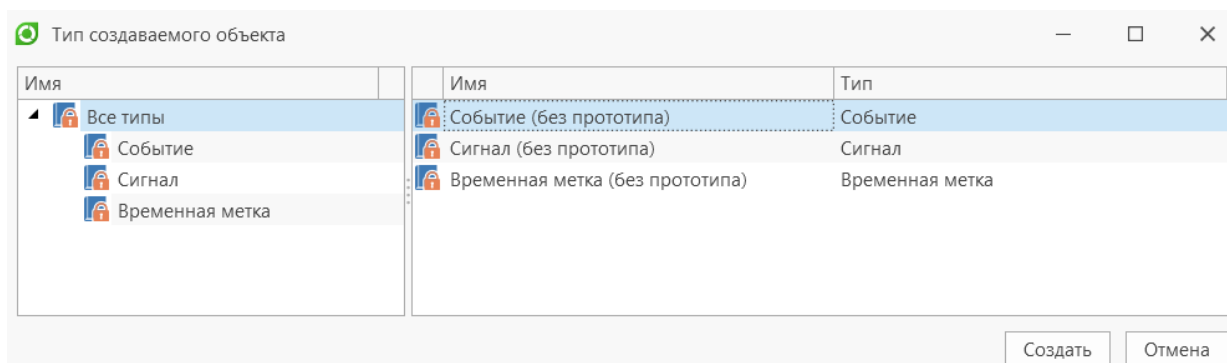 Тип создаваемого объекта
Имя Имя Тип
Все типы Событие (без прототипа) Событие
Событие Сигнал (без прототипа) Сигнал
Сигнал Временная метка (без прототипа) Временная метка
Временная метка
Создать Отмена